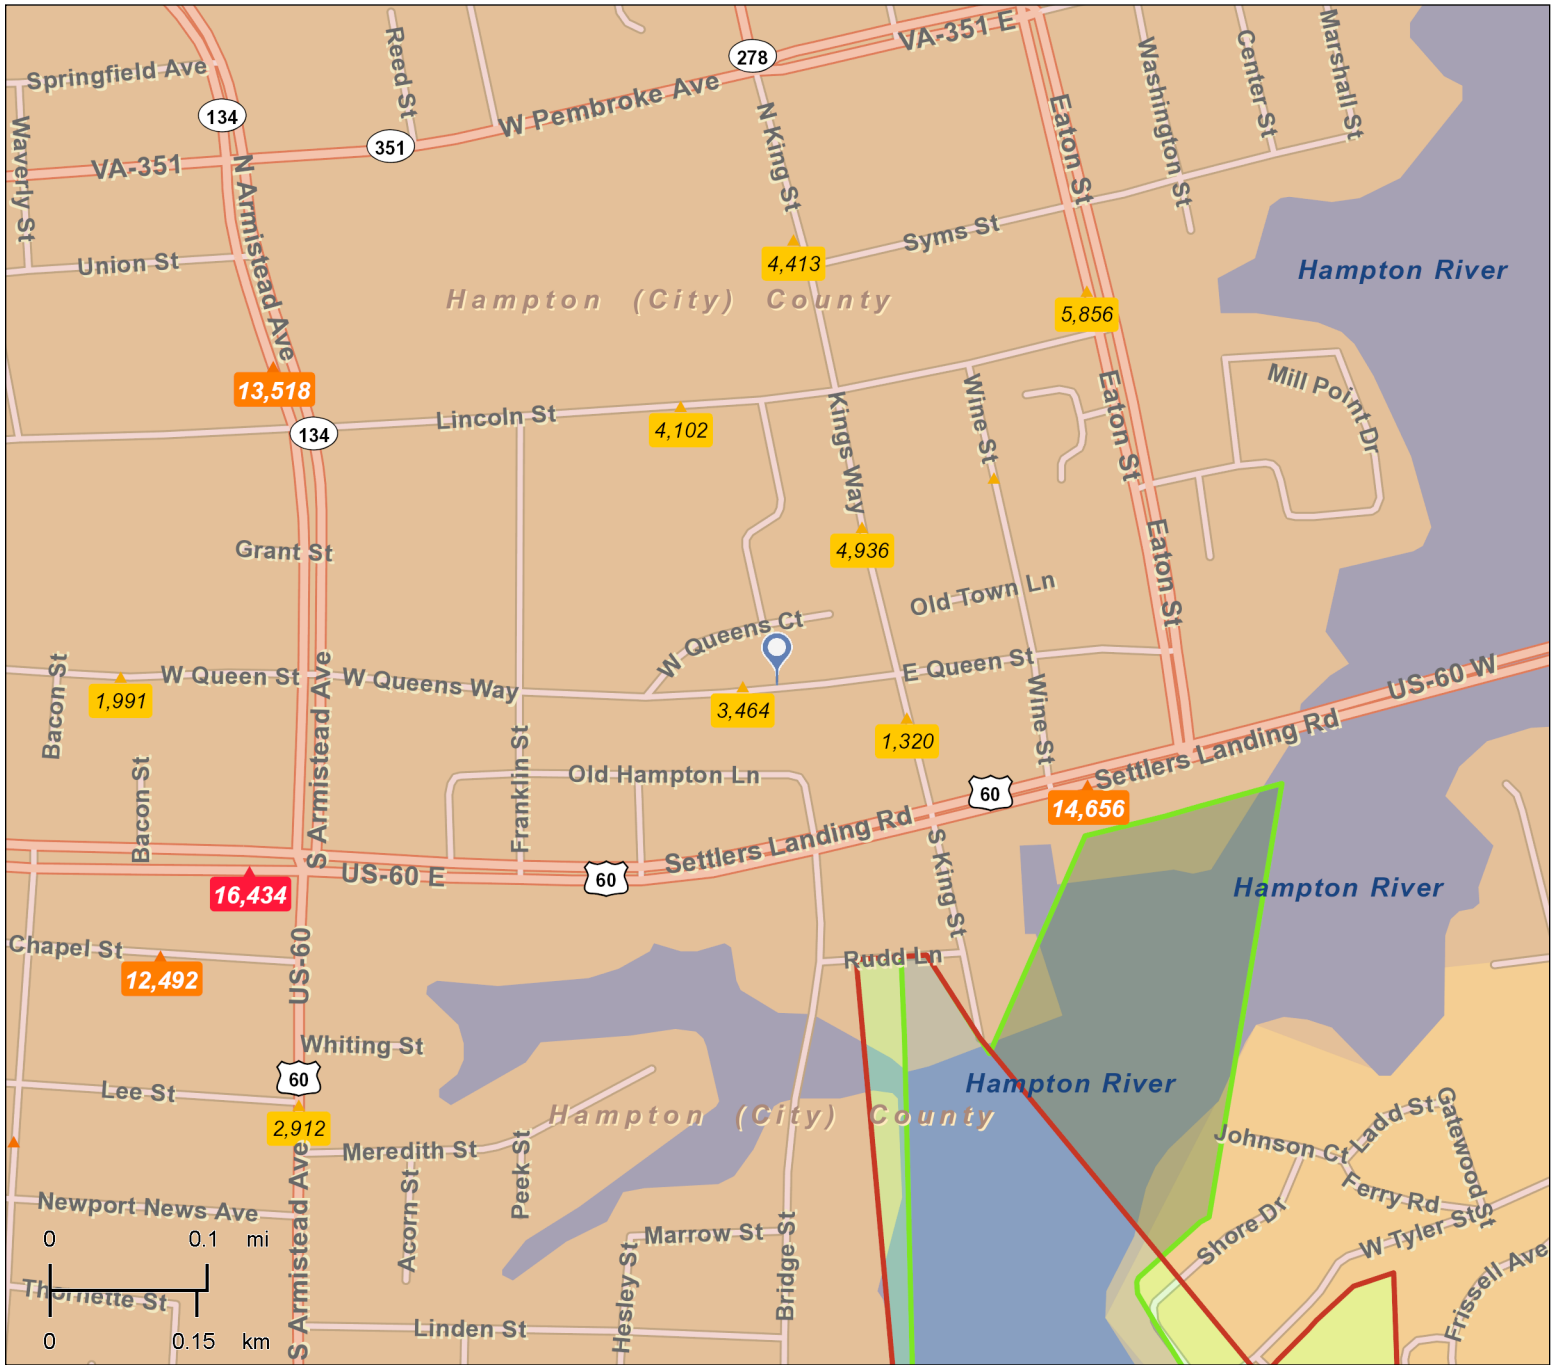 VA-351 E
278
Springfield Ave
Reed St
Washington St
Center St
Marshall St
W Pembroke Ave
134
351
VA-351
Waverly St
N Armistead Ave
N King St
Eaton St
Syms St
Union St
4,413
Hampton River
Hampton (City) County
5,856
13,518
134
Lincoln St
4,102
Kings Way
Wine St
Eaton St
Mill Point Dr
Grant St
4,936
Eaton St
Old Town Ln
W Queens Ct
E Queen St
W Queen St
W Queens Way
US-60 W
Bacon St
1,991
3,464
1,320
Wine St
S Armistead Ave
Franklin St
Old Hampton Ln
Settlers Landing Rd
60
14,656
Bacon St
Settlers Landing Rd
US-60 E
60
16,434
S King St
Hampton River
Chapel St
12,492
US-60
Rudd Ln
Whiting St
60
Lee St
Hampton River
2,912
Hampton (City) County
Johnson Ct
Ladd St
Gatewood St
Meredith St
Peek St
Acorn St
Ferry Rd
Newport News Ave
Shore Dr
W Tyler St
Marrow St
0 0.1 mi
S Armistead Ave
Hesley St
Bridge St
Frissell Ave
Thornette St
Linden St
0 0.15 km